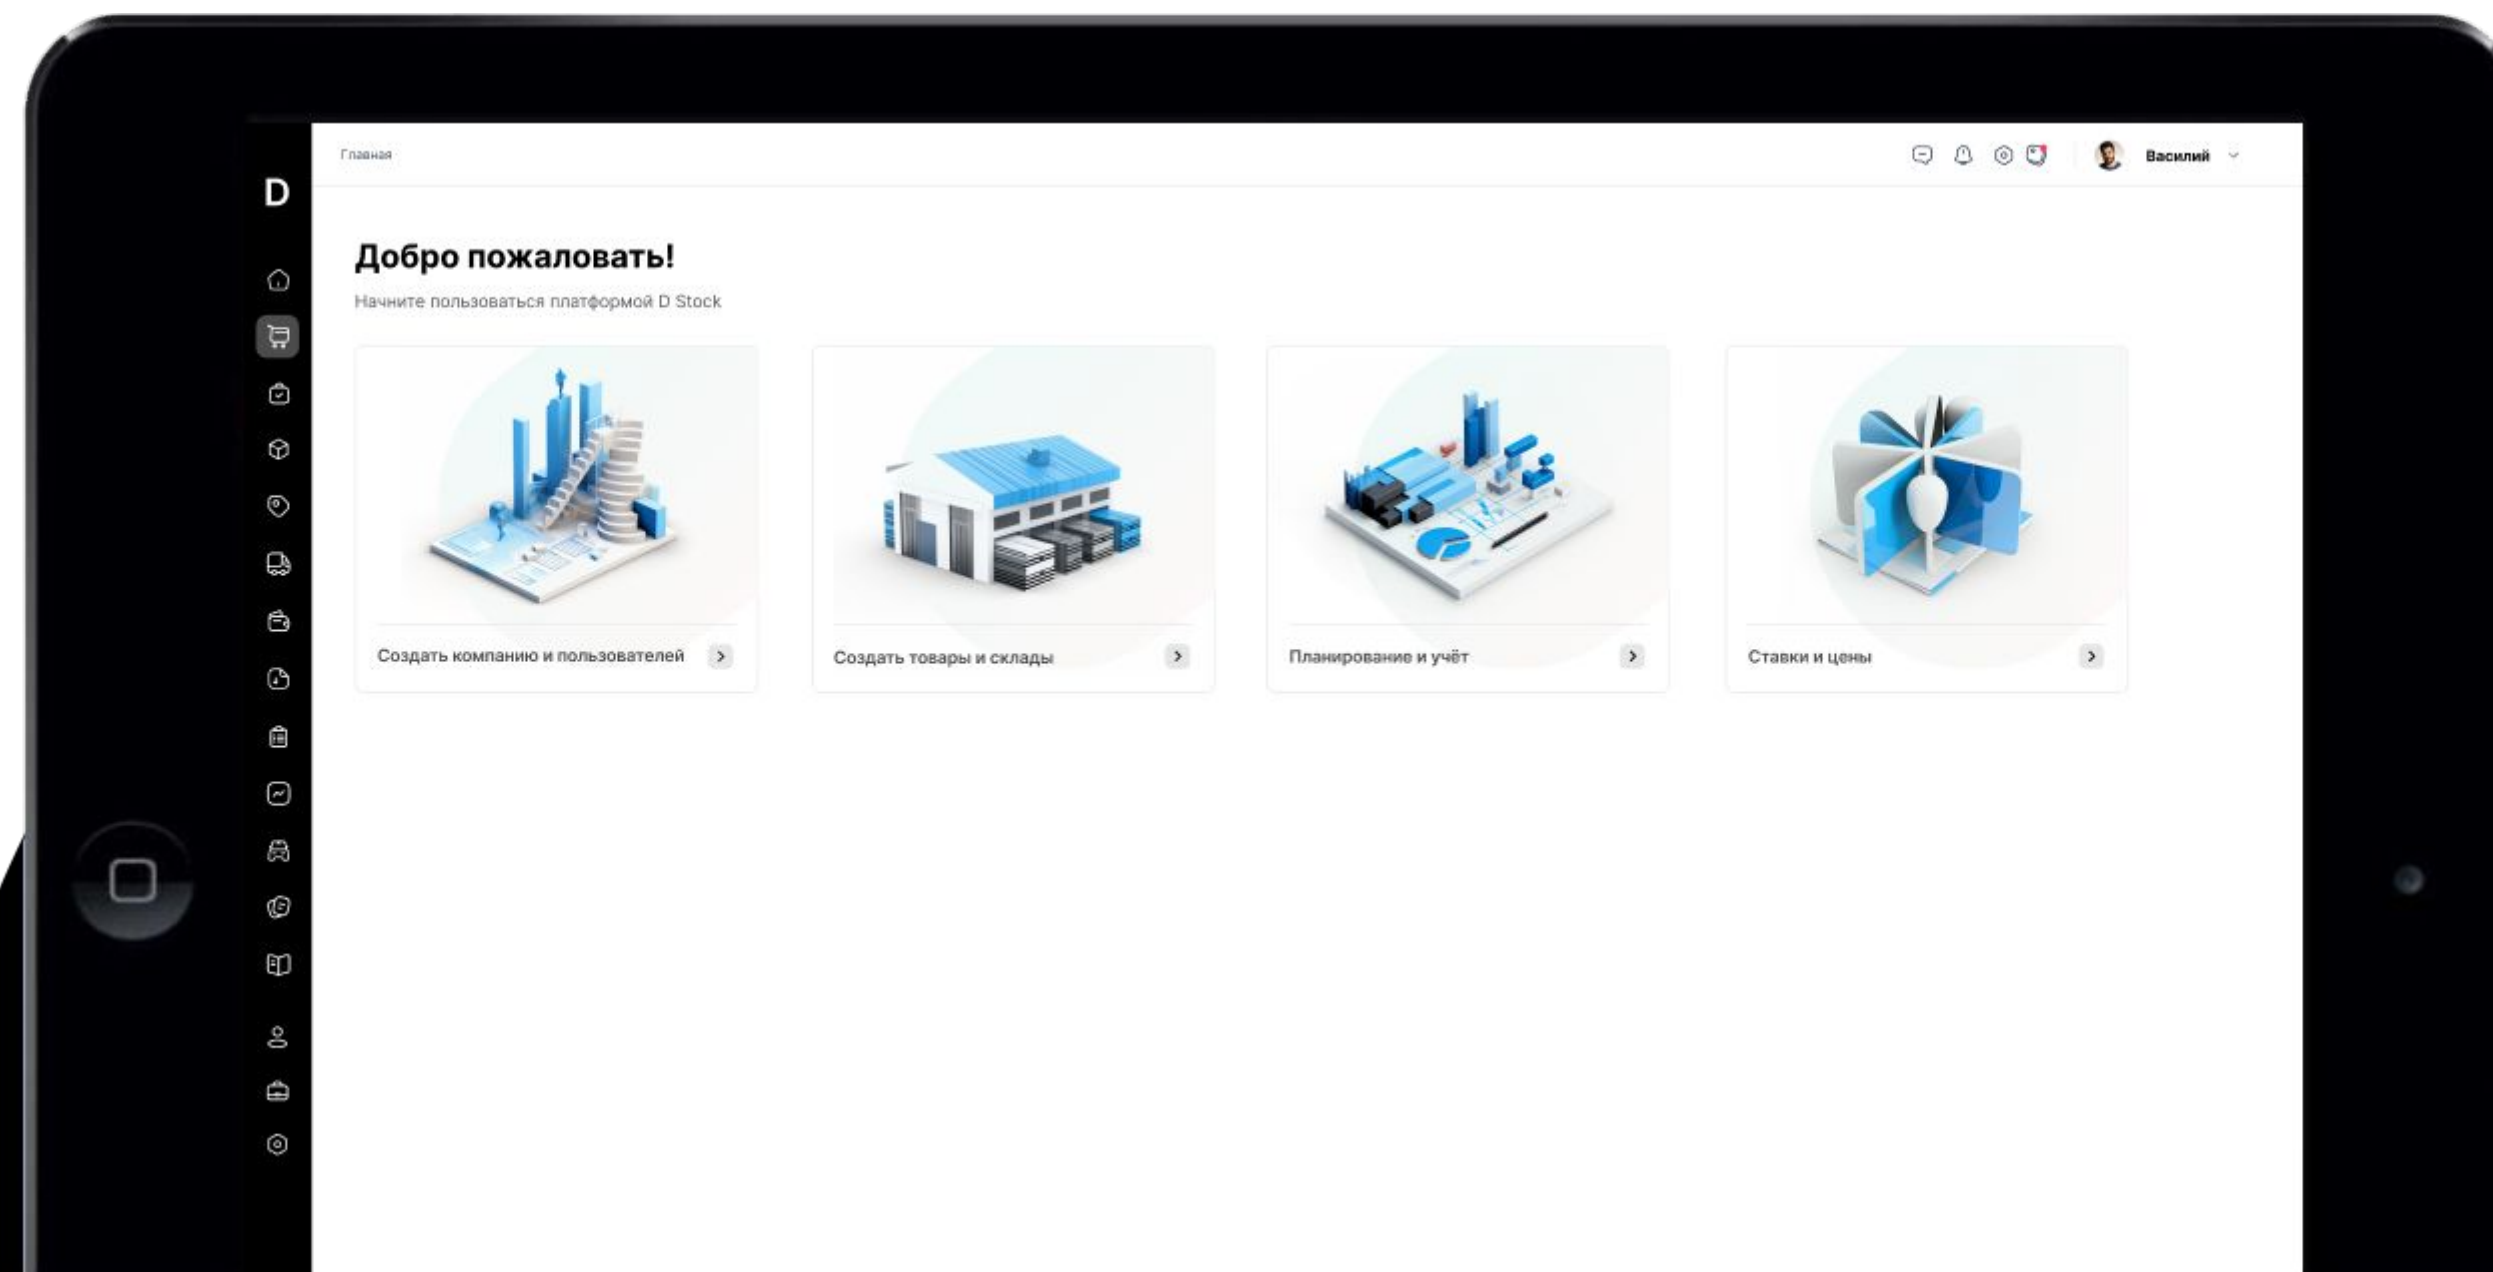 Главная
Василий
D
Добро пожаловать!
Начните пользоваться платформой D Stock
Создать компанию и пользователей
Создать товары и склады
Планирование и учёт
Ставки и цены